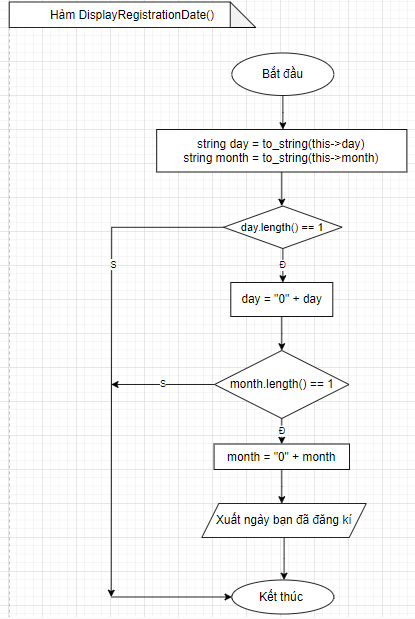 Hàm DisplayRegistrationDate()
Bắt đầu
string day = to_string(this->day)
string month = to_string(this->month)
day.length() == 1
S
Đ
day = "0" + day
month.length() == 1
S
Đ
month = "0" + month
Xuất ngày bạn đã đăng kí
Kết thúc